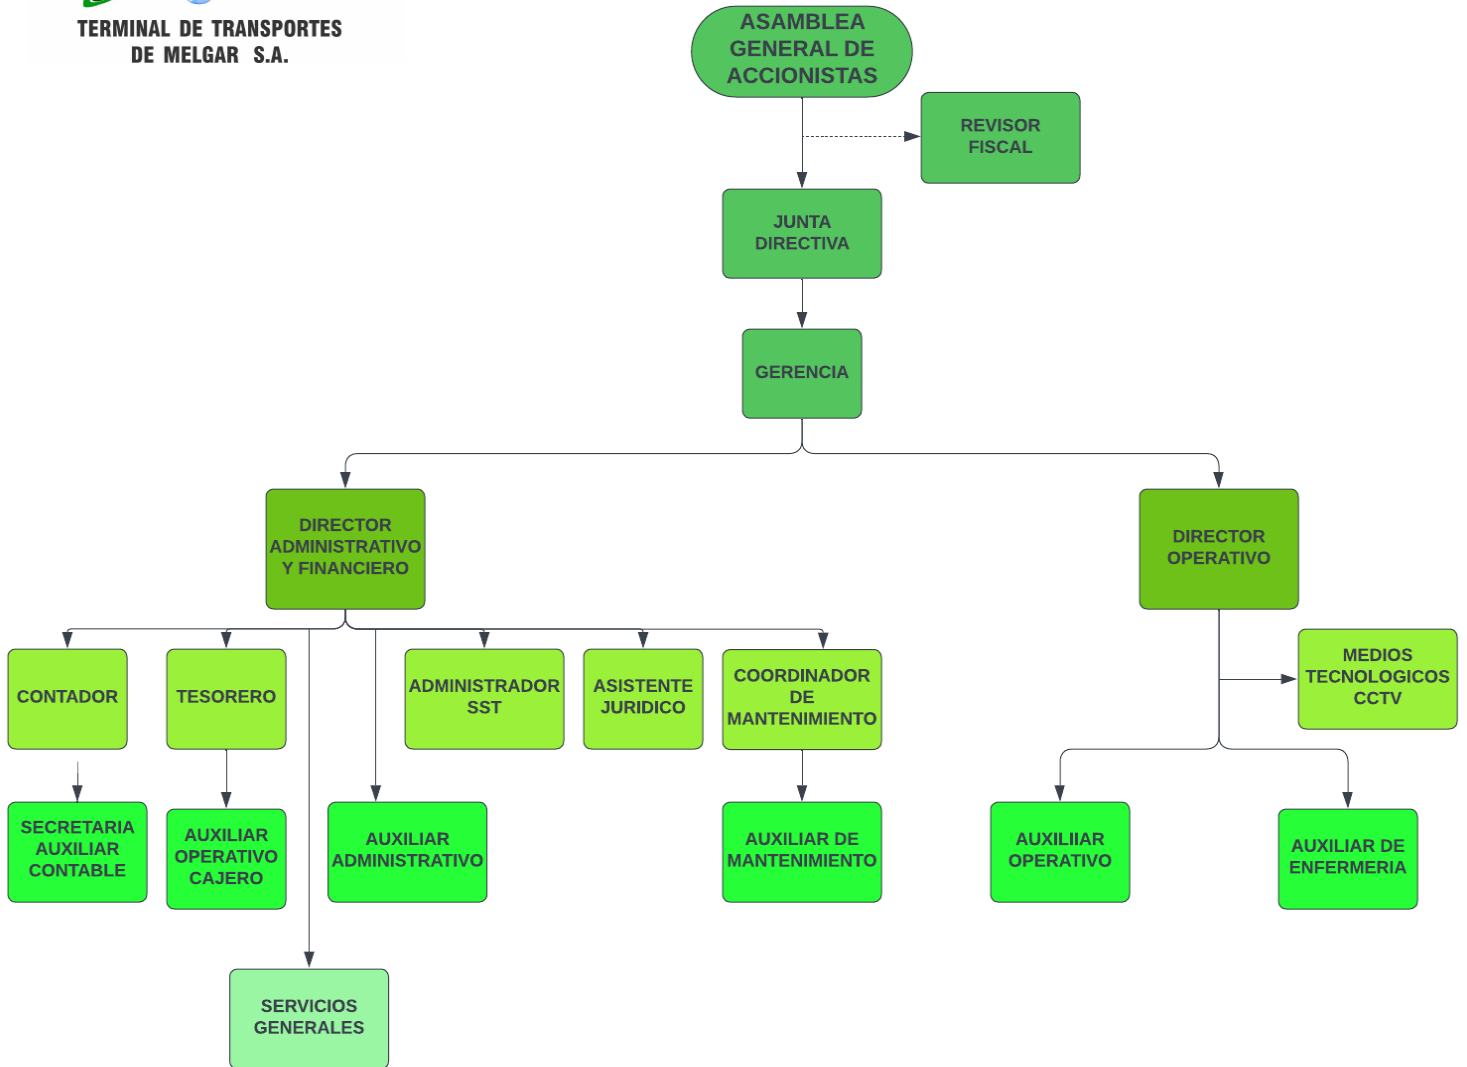 TERMINAL DE TRANSPORTES
DE MELGAR S.A.
ASAMBLEA
GENERAL DE
ACCIONISTAS
REVISOR
FISCAL
JUNTA
DIRECTIVA
GERENCIA
DIRECTOR
ADMINISTRATIVO
Y FINANCIERO
DIRECTOR
OPERATIVO
CONTADOR
TESORERO
ADMINISTRADOR
SST
ASISTENTE
JURIDICO
COORDINADOR
DE
MANTENIMIENTO
MEDIOS
TECNOLOGICOS
CCTV
SECRETARIA
AUXILIAR
CONTABLE
AUXILIAR
OPERATIVO
CAJERO
AUXILIAR
ADMINISTRATIVO
AUXILIAR DE
MANTENIMIENTO
AUXILIIAR
OPERATIVO
AUXILIAR DE
ENFERMERIA
SERVICIOS
GENERALES